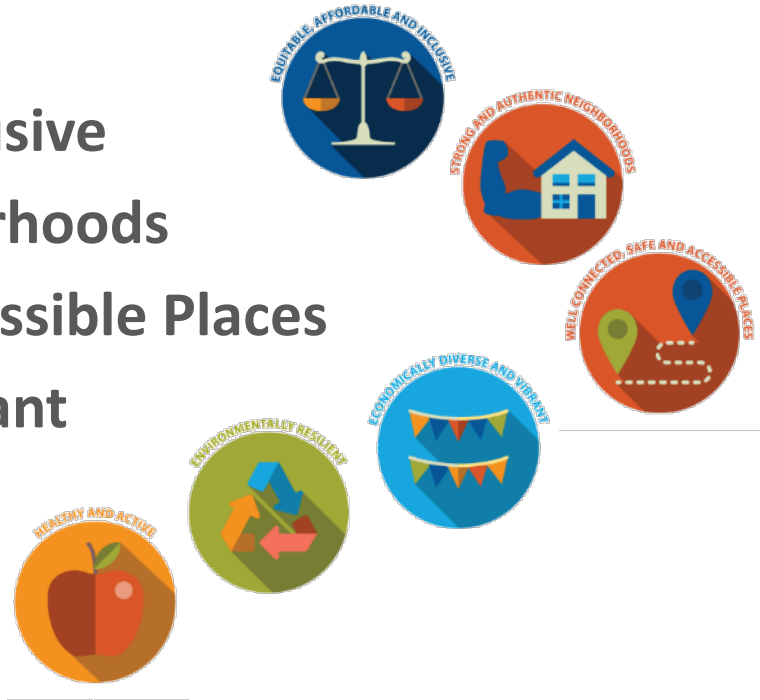 EQUITABLE, AFFORDABLE AND INCLUSIVE
STRONG AND AUTHENTIC NEIGHBORHOODS
usive
rhoods
WELL CONNECTED, SAFE AND ACCESSIBLE PLACES
ssible Places
ECONOMICALLY DIVERSE AND VIBRANT
ant
ENVIRONMENTALLY RESILIENT
HEALTHY AND ACTIVE